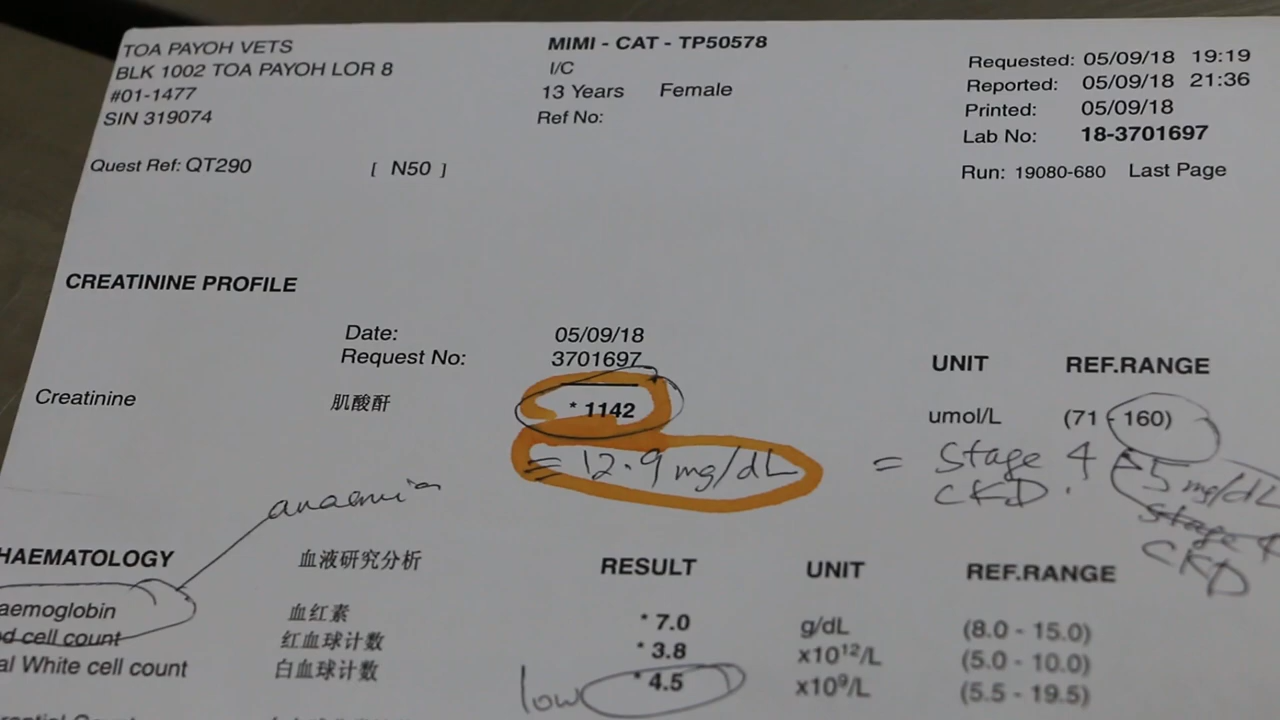 TOA PAYOH VETS
BLK 1002 TOA PAYOH LOR 8
#01-1477
SIN 319074
MIMI - CAT - TP50578
I/C
13 Years Female
Ref No:
Requested: 05/09/18 19:19
Reported: 05/09/18 21:36
Printed: 05/09/18
Lab No: 18-3701697
Quest Ref: QT290 [ N50 ]
Run: 19080-680 Last Page
CREATININE PROFILE
Date: 05/09/18
Request No: 3701697
UNIT REF.RANGE
Creatinine 肌酸酐 * 1142 umol/L (71 - 160)
= 12.9 mg/dL = Stage 4 CKD.
5 mg/dL
Stage 4
CKD
anaemia
HAEMATOLOGY 血液研究分析 RESULT UNIT REF.RANGE
aemoglobin 血红素 * 7.0 g/dL (8.0 - 15.0)
d cell count 红血球计数 * 3.8 x10^12/L (5.0 - 10.0)
al White cell count 白血球计数 * 4.5 x10^9/L (5.5 - 19.5)
low